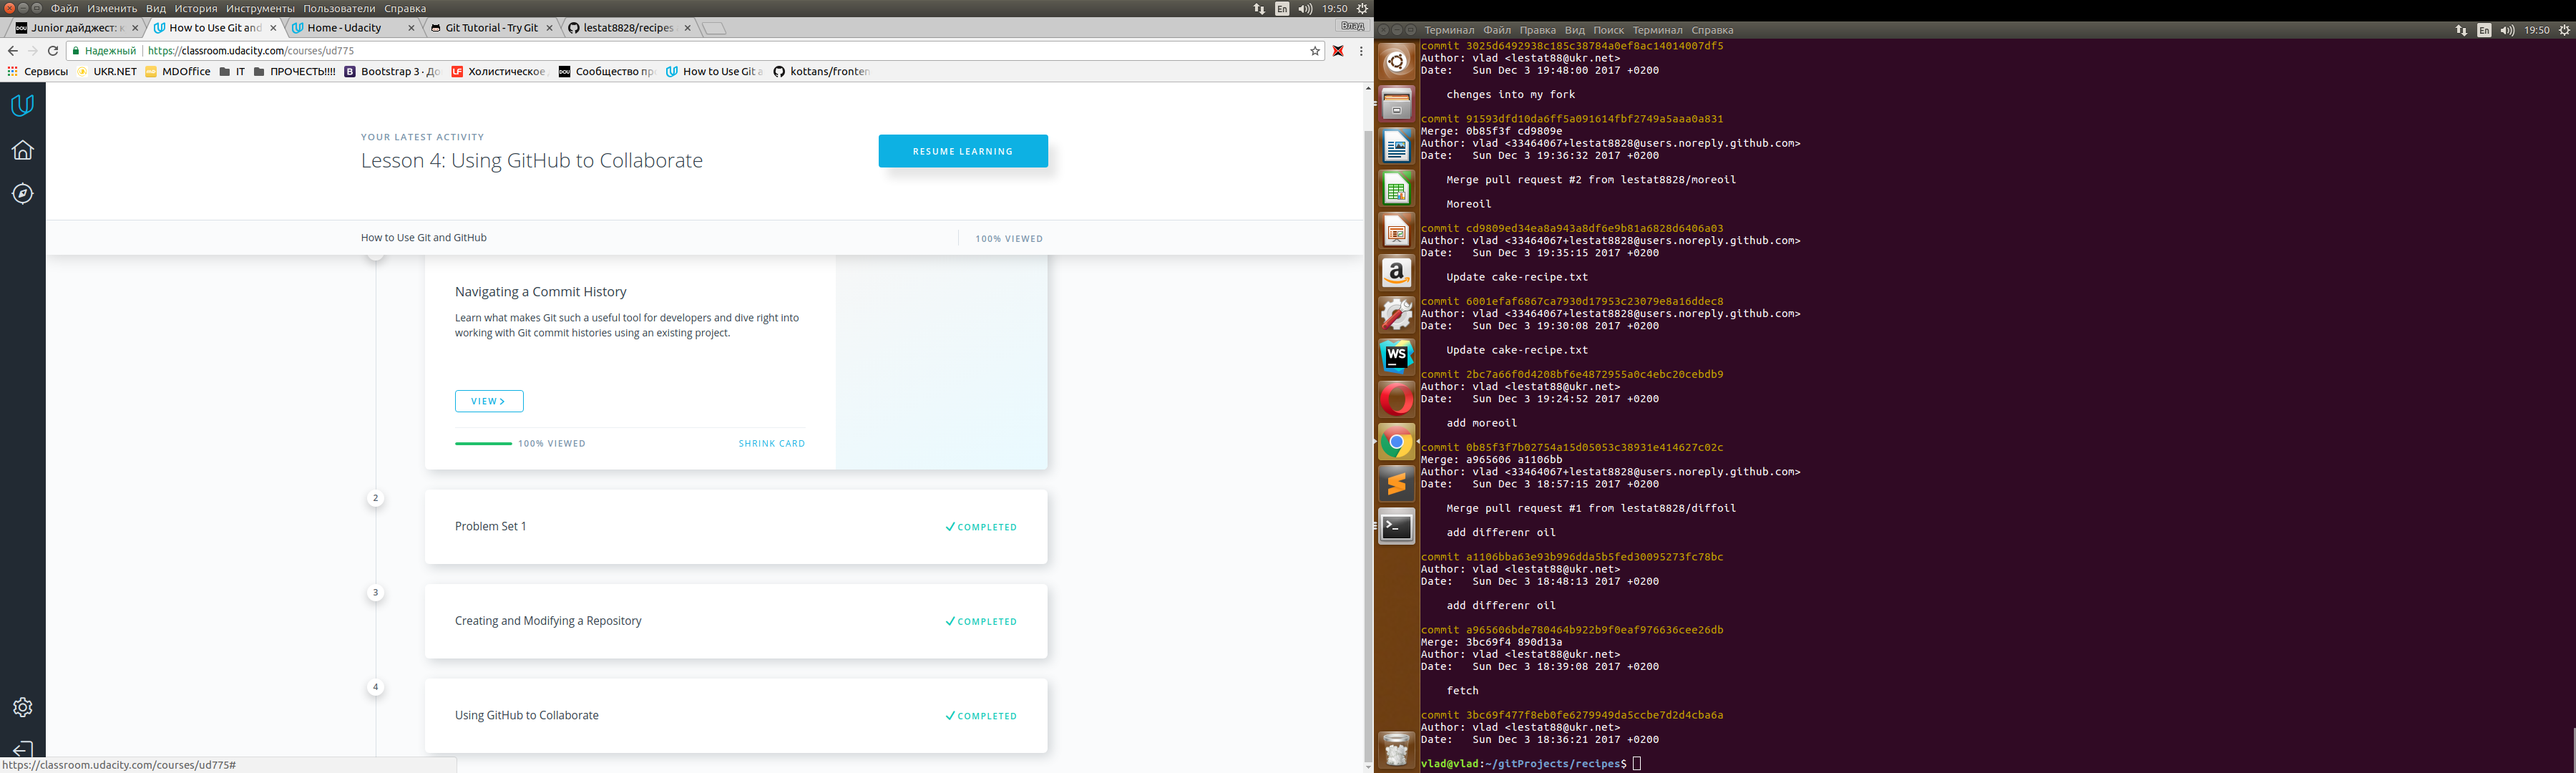 Файл Изменить Вид История Инструменты Пользователи Справка
En 19:50
Junior дайджест: к
How to Use Git and
Home - Udacity
Git Tutorial - Try Git
lestat8828/recipes
Влад
Надежный https://classroom.udacity.com/courses/ud775
Сервисы UKR.NET MDOffice IT ПРОЧЕСТЬ!!!! Bootstrap 3 · До Холистическое Сообщество пр How to Use Git a kottans/fronten
YOUR LATEST ACTIVITY
Lesson 4: Using GitHub to Collaborate
RESUME LEARNING
How to Use Git and GitHub
100% VIEWED
Navigating a Commit History
Learn what makes Git such a useful tool for developers and dive right into
working with Git commit histories using an existing project.
VIEW
100% VIEWED
SHRINK CARD
2
Problem Set 1
COMPLETED
3
Creating and Modifying a Repository
COMPLETED
4
Using GitHub to Collaborate
COMPLETED
https://classroom.udacity.com/courses/ud775#
Терминал Файл Правка Вид Поиск Терминал Справка
En 19:50
commit 3025d6492938c185c38784a0ef8ac14014007df5
Author: vlad <lestat88@ukr.net>
Date: Sun Dec 3 19:48:00 2017 +0200
chenges into my fork
commit 91593dfd10da6ff5a091614fbf2749a5aaa0a831
Merge: 0b85f3f cd9809e
Author: vlad <33464067+lestat8828@users.noreply.github.com>
Date: Sun Dec 3 19:36:32 2017 +0200
Merge pull request #2 from lestat8828/moreoil
Moreoil
commit cd9809ed34ea8a943a8df6e9b81a6828d6406a03
Author: vlad <33464067+lestat8828@users.noreply.github.com>
Date: Sun Dec 3 19:35:15 2017 +0200
Update cake-recipe.txt
commit 6001efaf6867ca7930d17953c23079e8a16ddec8
Author: vlad <33464067+lestat8828@users.noreply.github.com>
Date: Sun Dec 3 19:30:08 2017 +0200
Update cake-recipe.txt
commit 2bc7a66f0d4208bf6e4872955a0c4ebc20cebdb9
Author: vlad <lestat88@ukr.net>
Date: Sun Dec 3 19:24:52 2017 +0200
add moreoil
commit 0b85f3f7b02754a15d05053c38931e414627c02c
Merge: a965606 a1106bb
Author: vlad <33464067+lestat8828@users.noreply.github.com>
Date: Sun Dec 3 18:57:15 2017 +0200
Merge pull request #1 from lestat8828/diffoil
add differenr oil
commit a1106bba63e93b996dda5b5fed30095273fc78bc
Author: vlad <lestat88@ukr.net>
Date: Sun Dec 3 18:48:13 2017 +0200
add differenr oil
commit a965606bde780464b922b9f0eaf976636cee26db
Merge: 3bc69f4 890d13a
Author: vlad <lestat88@ukr.net>
Date: Sun Dec 3 18:39:08 2017 +0200
fetch
commit 3bc69f477f8eb0fe6279949da5ccbe7d2d4cba6a
Author: vlad <lestat88@ukr.net>
Date: Sun Dec 3 18:36:21 2017 +0200
vlad@vlad:~/gitProjects/recipes$